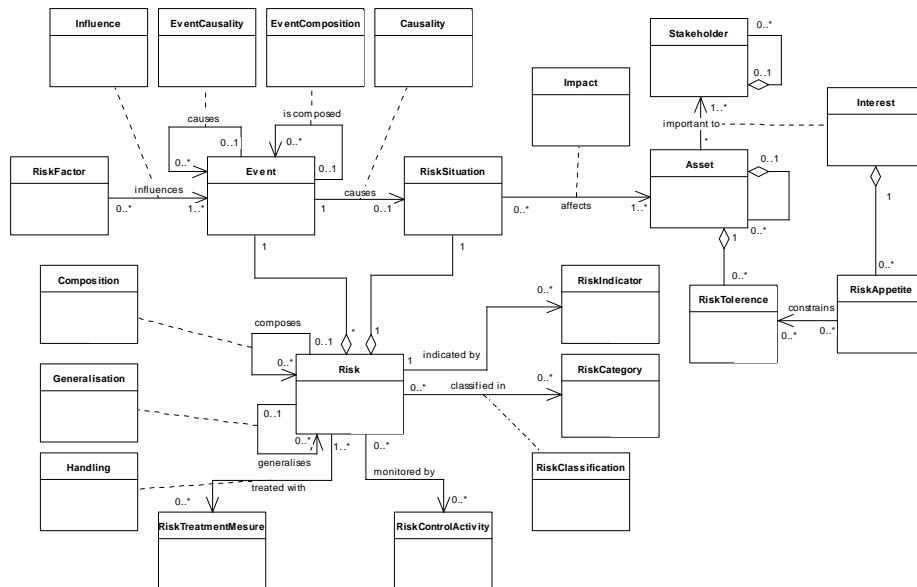 Influence
EventCausality
EventComposition
Causality
Stakeholder
0..*
0..1
Impact
Interest
causes
is composed
0..*
0..1
0..*
0..1
1..*
important to
*
RiskFactor
Event
RiskSituation
Asset
0..1
influences
causes
0..*
1..*
1
0..1
0..*
affects
1..*
0..*
1
1
1
1
0..*
0..*
Composition
RiskIndicator
RiskTolerence
constrains
RiskAppetite
0..*
0..*
0..*
composes
0..1
*
1
0..*
indicated by
1
Risk
RiskCategory
0..*
classified in
0..*
Generalisation
0..1
0..*
generalises
1..*
0..*
Handling
treated with
monitored by
RiskClassification
0..*
0..*
RiskTreatmentMesure
RiskControlActivity